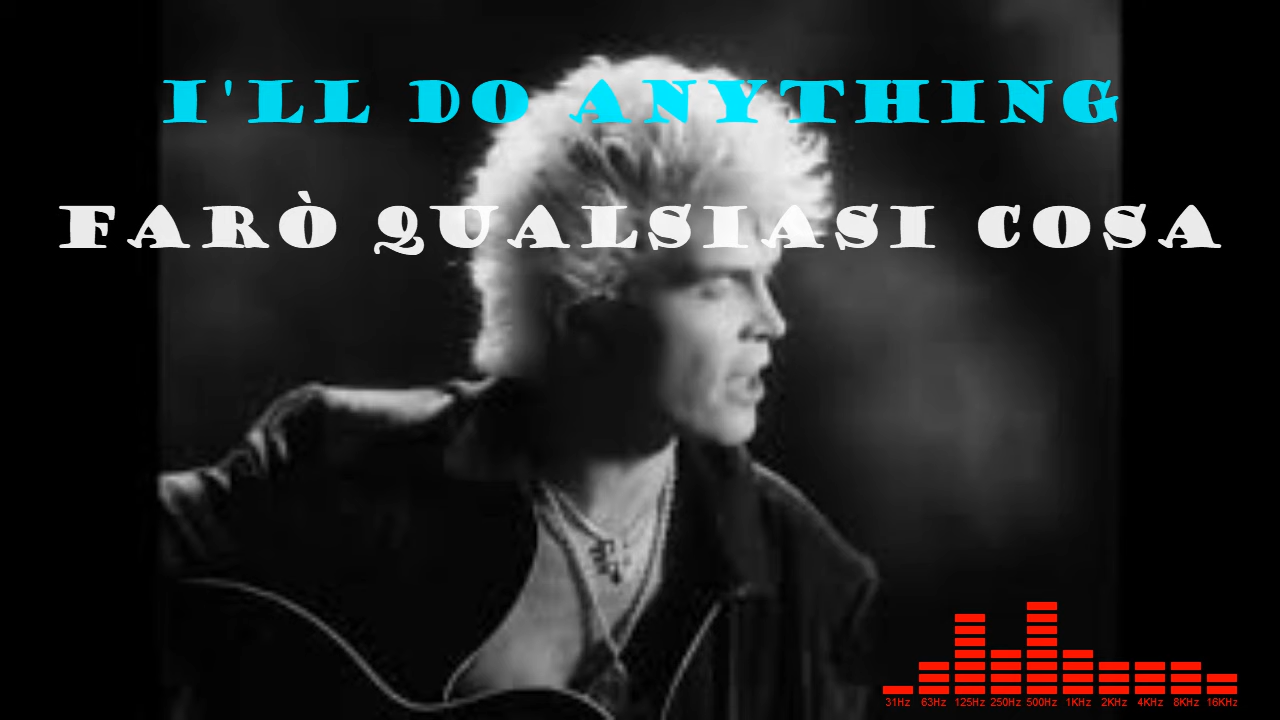 I'LL DO ANYTHING
FARÒ QUALSIASI COSA
31Hz 63Hz 125Hz 250Hz 500Hz 1KHz 2KHz 4KHz 8KHz 16KHz